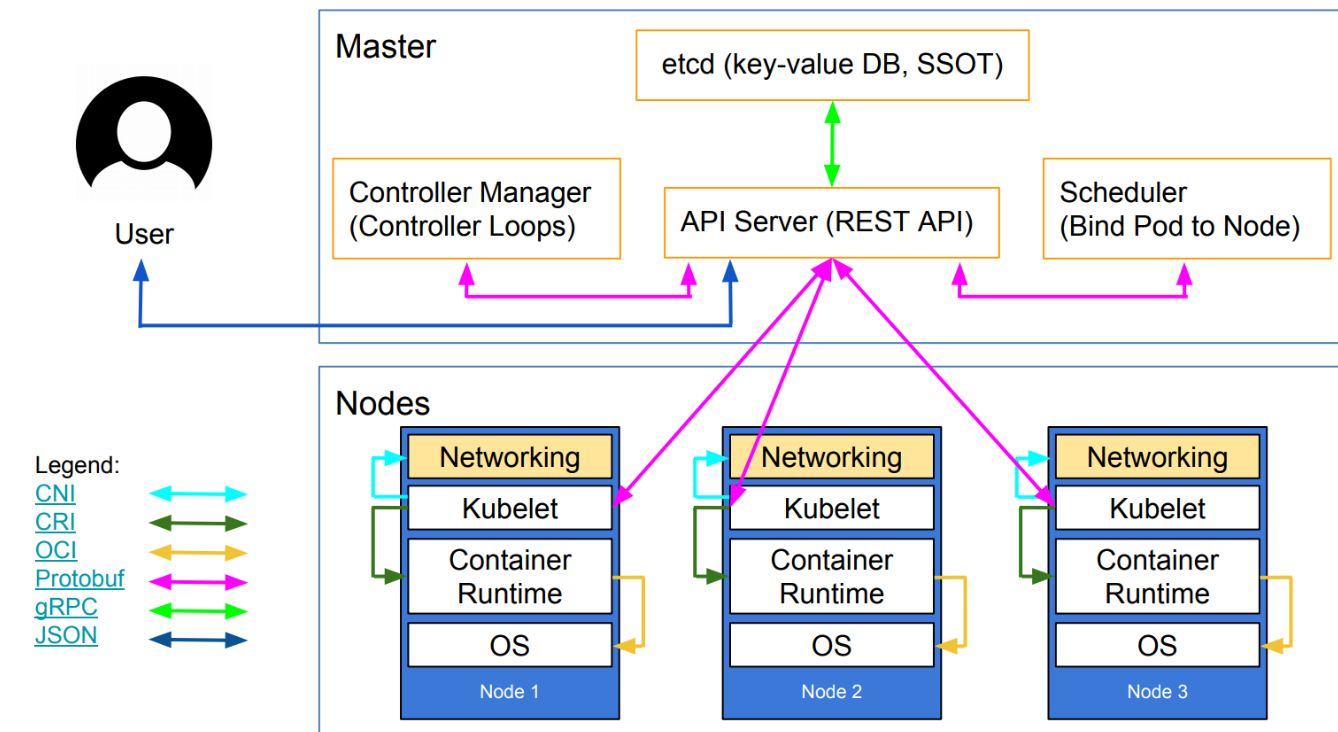 Master
etcd (key-value DB, SSOT)
Controller Manager
(Controller Loops)
API Server (REST API)
Scheduler
(Bind Pod to Node)
User
Nodes
Networking
Kubelet
Container
Runtime
OS
Node 1
Networking
Kubelet
Container
Runtime
OS
Node 2
Networking
Kubelet
Container
Runtime
OS
Node 3
Legend:
CNI
CRI
OCI
Protobuf
gRPC
JSON